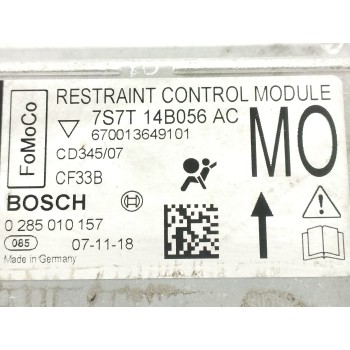 FoMoCo
RESTRAINT CONTROL MODULE
7S7T 14B056 AC
670013649101
CD345/07
CF33B
MO
BOSCH
0 285 010 157
085
07-11-18
Made in Germany